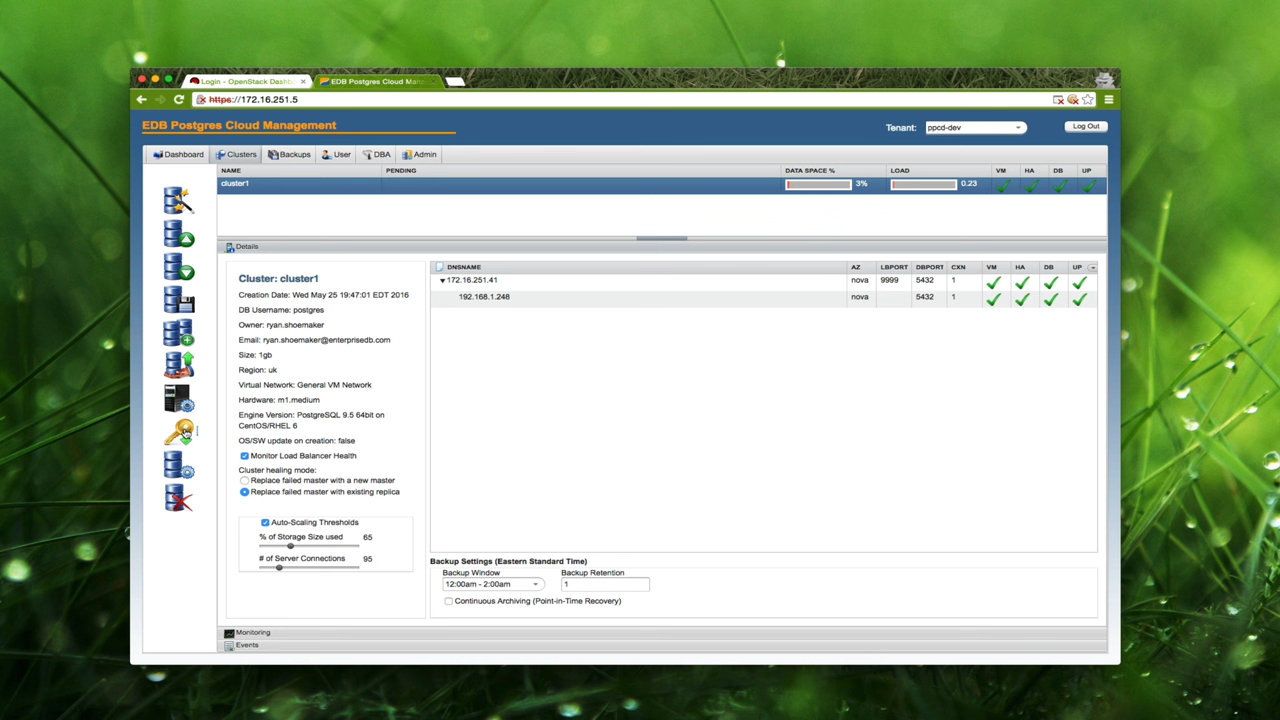 Login - OpenStack Dashb
EDB Postgres Cloud Man
https://172.16.251.5
EDB Postgres Cloud Management
Tenant: ppcd-dev
Log Out
Dashboard Clusters Backups User DBA Admin
NAME PENDING DATA SPACE % LOAD VM HA DB UP
cluster1 3% 0.23
Details
Cluster: cluster1
Creation Date: Wed May 25 19:47:01 EDT 2016
DB Username: postgres
Owner: ryan.shoemaker
Email: ryan.shoemaker@enterprisedb.com
Size: 1gb
Region: uk
Virtual Network: General VM Network
Hardware: m1.medium
Engine Version: PostgreSQL 9.5 64bit on
CentOS/RHEL 6
OS/SW update on creation: false
Monitor Load Balancer Health
Cluster healing mode:
Replace failed master with a new master
Replace failed master with existing replica
Auto-Scaling Thresholds
% of Storage Size used 65
# of Server Connections 95
DNSNAME AZ LBPORT DBPORT CXN VM HA DB UP
172.16.251.41 nova 9999 5432 1
192.168.1.248 nova 5432 1
Backup Settings (Eastern Standard Time)
Backup Window Backup Retention
12:00am - 2:00am 1
Continuous Archiving (Point-in-Time Recovery)
Monitoring
Events